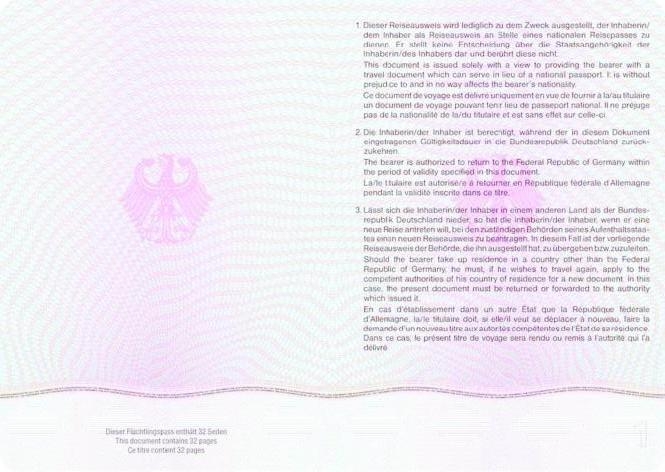 1. Dieser Reiseausweis wird lediglich zu dem Zweck ausgestellt, der Inhaberin/
dem Inhaber als Reiseausweis an Stelle eines nationalen Reisepasses zu
dienen. Er stellt keine Entscheidung über die Staatsangehörigkeit der
Inhaberin/des Inhabers dar und berührt diese nicht.
This document is issued solely with a view to providing the bearer with a
travel document which can serve in lieu of a national passport. It is without
prejudice to and in no way affects the bearer's nationality.
Ce document de voyage est délivré uniquement en vue de fournir à la/au titulaire
un document de voyage pouvant tenir lieu de passeport national. Il ne préjuge
pas de la nationalité de la/du titulaire et est sans effet sur celle-ci.
2. Die Inhaberin/der Inhaber ist berechtigt, während der in diesem Dokument
eingetragenen Gültigkeitsdauer in die Bundesrepublik Deutschland zurück-
zukehren.
The bearer is authorized to return to the Federal Republic of Germany within
the period of validity specified in this document.
La/le titulaire est autorisé/e à retourner en République fédérale d'Allemagne
pendant la validité inscrite dans ce titre.
3. Lässt sich die Inhaberin/der Inhaber in einem anderen Land als der Bundes-
republik Deutschland nieder, so hat die Inhaberin/der Inhaber, wenn er eine
neue Reise antreten will, bei den zuständigen Behörden seines Aufenthaltsstaa-
tes einen neuen Reiseausweis zu beantragen. In diesem Fall ist der vorliegende
Reiseausweis der Behörde, die ihn ausgestellt hat, zu übergeben bzw. zuzuleiten.
Should the bearer take up residence in a country other than the Federal
Republic of Germany, he must, if he wishes to travel again, apply to the
competent authorities of his country of residence for a new document. In this
case, the present document must be returned or forwarded to the authority
which issued it.
En cas d'établissement dans un autre État que la République fédérale
d'Allemagne, la/le titulaire doit, si elle/il veut se déplacer à nouveau, faire la
demande d'un nouveau titre aux autorités compétentes de l'État de sa résidence.
Dans ce cas, le présent titre de voyage sera rendu ou remis à l'autorité qui l'a
délivré
Dieser Flüchtlingspass enthält 32 Seiten
This document contains 32 pages
Ce titre contient 32 pages
1